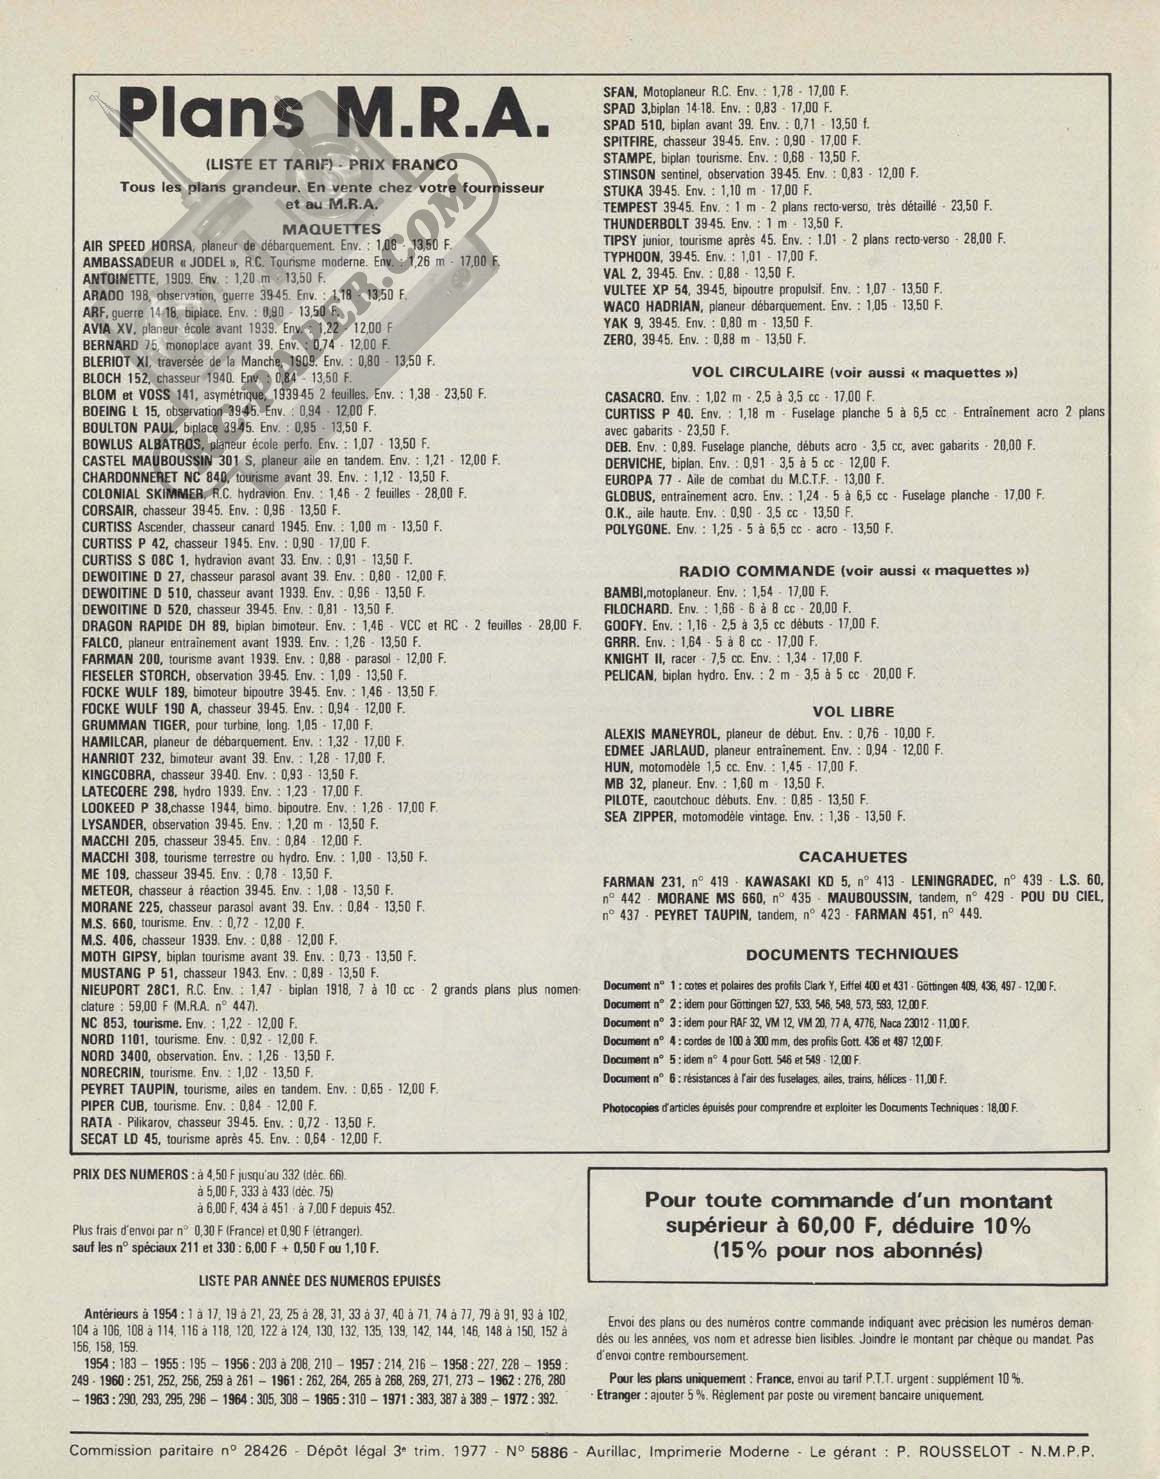 Plans M.R.A.
(LISTE ET TARIF) - PRIX FRANCO
Tous les plans grandeur. En vente chez votre fournisseur
et au M.R.A.
MAQUETTES
AIR SPEED HORSA, planeur de débarquement. Env. : 1,08 - 13,50 F.
AMBASSADEUR « JODEL », R.C. Tourisme moderne. Env. : 1,26 m - 17,00 F.
ANTOINETTE, 1909. Env. : 1,20 m - 13,50 F.
ARADO 198, observation, guerre 39-45. Env. : 1,18 - 13,50 F.
ARF, guerre 14-18, biplace. Env. : 0,90 - 13,50 F.
AVIA XV, planeur école avant 1939. Env. : 1,22 - 12,00 F
BERNARD 75, monoplace avant 39. Env. : 0,74 - 12,00 F.
BLERIOT XI, traversée de la Manche, 1909. Env. : 0,80 - 13,50 F.
BLOCH 152, chasseur 1940. Env. : 0,84 - 13,50 F.
BLOM et VOSS 141, asymétrique, 1939-45 2 feuilles. Env. : 1,38 - 23,50 F.
BOEING L 15, observation 39-45. Env. : 0,94 - 12,00 F.
BOULTON PAUL, biplace 39-45. Env. : 0,95 - 13,50 F.
BOWLUS ALBATROS, planeur école perfo. Env. : 1,07 - 13,50 F.
CASTEL MAUBOUSSIN 301 S, planeur aile en tandem. Env. : 1,21 - 12,00 F.
CHARDONNERET NC 840, tourisme avant 39. Env. : 1,12 - 13,50 F.
COLONIAL SKIMMER, R.C. hydravion. Env. : 1,46 - 2 feuilles - 28,00 F.
CORSAIR, chasseur 39-45. Env. : 0,96 - 13,50 F.
CURTISS Ascender, chasseur canard 1945. Env. : 1,00 m - 13,50 F.
CURTISS P 42, chasseur 1945. Env. : 0,90 - 17,00 F.
CURTISS S 08C 1, hydravion avant 33. Env. : 0,91 - 13,50 F.
DEWOITINE D 27, chasseur parasol avant 39. Env. : 0,80 - 12,00 F.
DEWOITINE D 510, chasseur avant 1939. Env. : 0,96 - 13,50 F.
DEWOITINE D 520, chasseur 39-45. Env. : 0,81 - 13,50 F.
DRAGON RAPIDE DH 89, biplan bimoteur. Env. : 1,46 - VCC et RC - 2 feuilles - 28,00 F.
FALCO, planeur entraînement avant 1939. Env. : 1,26 - 13,50 F.
FARMAN 200, tourisme avant 1939. Env. : 0,88 - parasol - 12,00 F.
FIESELER STORCH, observation 39-45. Env. : 1,09 - 13,50 F.
FOCKE WULF 189, bimoteur bipoutre 39-45. Env. : 1,46 - 13,50 F.
FOCKE WULF 190 A, chasseur 39-45. Env. : 0,94 - 12,00 F.
GRUMMAN TIGER, pour turbine, long. 1,05 - 17,00 F.
HAMILCAR, planeur de débarquement. Env. : 1,32 - 17,00 F.
HANRIOT 232, bimoteur avant 39. Env. : 1,28 - 17,00 F.
KINGCOBRA, chasseur 39-40. Env. : 0,93 - 13,50 F.
LATECOERE 298, hydro 1939. Env. : 1,23 - 17,00 F.
LOOKEED P 38,chasse 1944, bimo. bipoutre. Env. : 1,26 - 17,00 F.
LYSANDER, observation 39-45. Env. : 1,20 m - 13,50 F.
MACCHI 205, chasseur 39-45. Env. : 0,84 - 12,00 F.
MACCHI 308, tourisme terrestre ou hydro. Env. : 1,00 - 13,50 F.
ME 109, chasseur 39-45. Env. : 0,78 - 13,50 F.
METEOR, chasseur à réaction 39-45. Env. : 1,08 - 13,50 F.
MORANE 225, chasseur parasol avant 39. Env. : 0,84 - 13,50 F.
M.S. 660, tourisme. Env. : 0,72 - 12,00 F.
M.S. 406, chasseur 1939. Env. : 0,88 - 12,00 F.
MOTH GIPSY, biplan tourisme avant 39. Env. : 0,73 - 13,50 F.
MUSTANG P 51, chasseur 1943. Env. : 0,89 - 13,50 F.
NIEUPORT 28C1, R.C. Env. : 1,47 - biplan 1918, 7 à 10 cc - 2 grands plans plus nomen-
clature : 59,00 F (M.R.A. n° 447).
NC 853, tourisme. Env. : 1,22 - 12,00 F.
NORD 1101, tourisme. Env. : 0,92 - 12,00 F.
NORD 3400, observation. Env. : 1,26 - 13,50 F.
NORECRIN, tourisme. Env. : 1,02 - 13,50 F.
PEYRET TAUPIN, tourisme, ailes en tandem. Env. : 0,65 - 12,00 F.
PIPER CUB, tourisme. Env. : 0,84 - 12,00 F.
RATA - Pilikarov, chasseur 39-45. Env. : 0,72 - 13,50 F.
SECAT LD 45, tourisme après 45. Env. : 0,64 - 12,00 F.
SFAN, Motoplaneur R.C. Env. : 1,78 - 17,00 F.
SPAD 3,biplan 14-18. Env. : 0,83 - 17,00 F.
SPAD 510, biplan avant 39. Env. : 0,71 - 13,50 f.
SPITFIRE, chasseur 39-45. Env. : 0,90 - 17,00 F.
STAMPE, biplan tourisme. Env. : 0,68 - 13,50 F.
STINSON sentinel, observation 39-45. Env. : 0,83 - 12,00 F.
STUKA 39-45. Env. : 1,10 m - 17,00 F.
TEMPEST 39-45. Env. : 1 m - 2 plans recto-verso, très détaillé - 23,50 F.
THUNDERBOLT 39-45. Env. : 1 m - 13,50 F.
TIPSY junior, tourisme après 45. Env. : 1.01 - 2 plans recto-verso - 28,00 F.
TYPHOON, 39-45. Env. : 1,01 - 17,00 F.
VAL 2, 39-45. Env. : 0,88 - 13,50 F.
VULTEE XP 54, 39-45, bipoutre propulsif. Env. : 1,07 - 13,50 F.
WACO HADRIAN, planeur débarquement. Env. : 1,05 - 13,50 F.
YAK 9, 39-45. Env. : 0,80 m - 13,50 F.
ZERO, 39-45. Env. : 0,88 m - 13,50 F.
VOL CIRCULAIRE (voir aussi « maquettes »)
CASACRO. Env. : 1,02 m - 2,5 à 3,5 cc - 17,00 F.
CURTISS P 40. Env. : 1,18 m - Fuselage planche 5 à 6,5 cc - Entraînement acro 2 plans
avec gabarits - 23,50 F.
DEB. Env. : 0,89. Fuselage planche, débuts acro - 3,5 cc, avec gabarits - 20,00 F.
DERVICHE, biplan. Env. : 0,91 - 3,5 à 5 cc - 12,00 F.
EUROPA 77 - Aile de combat du M.C.T.F. - 13,00 F.
GLOBUS, entraînement acro. Env. : 1,24 - 5 à 6,5 cc - Fuselage planche - 17,00 F.
O.K., aile haute. Env. : 0,90 - 3,5 cc - 13,50 F.
POLYGONE. Env. : 1,25 - 5 à 6,5 cc - acro - 13,50 F.
RADIO COMMANDE (voir aussi « maquettes »)
BAMBI,motoplaneur. Env. : 1,54 - 17,00 F.
FILOCHARD. Env. : 1,66 - 6 à 8 cc - 20,00 F.
GOOFY. Env. : 1,16 - 2,5 à 3,5 cc débuts - 17,00 F.
GRRR. Env. : 1,64 - 5 à 8 cc - 17,00 F.
KNIGHT II, racer - 7,5 cc. Env. : 1,34 - 17,00 F.
PELICAN, biplan hydro. Env. : 2 m - 3,5 à 5 cc - 20,00 F.
VOL LIBRE
ALEXIS MANEYROL, planeur de début. Env. : 0,76 - 10,00 F.
EDMEE JARLAUD, planeur entraînement. Env. : 0,94 - 12,00 F.
HUN, motomodèle 1,5 cc. Env. : 1,45 - 17,00 F.
MB 32, planeur. Env. : 1,60 m - 13,50 F.
PILOTE, caoutchouc débuts. Env. : 0,85 - 13,50 F.
SEA ZIPPER, motomodèle vintage. Env. : 1,36 - 13,50 F.
CACAHUETES
FARMAN 231, n° 419 - KAWASAKI KD 5, n° 413 - LENINGRADEC, n° 439 - L.S. 60,
n° 442 - MORANE MS 660, n° 435 - MAUBOUSSIN, tandem, n° 429 - POU DU CIEL,
n° 437 - PEYRET TAUPIN, tandem, n° 423 - FARMAN 451, n° 449.
DOCUMENTS TECHNIQUES
Document n° 1 : cotes et polaires des profils Clark Y, Eiffel 400 et 431 - Göttingen 409, 436, 497 - 12,00 F.
Document n° 2 : idem pour Göttingen 527, 533, 546, 549, 573, 593, 12,00 F.
Document n° 3 : idem pour RAF 32, VM 12, VM 20, 77 A, 4776, Naca 23012 - 11,00 F.
Document n° 4 : cordes de 100 à 300 mm, des profils Gott. 436 et 497 12,00 F.
Document n° 5 : idem n° 4 pour Gott. 546 et 549 - 12,00 F.
Document n° 6 : résistances à l'air des fuselages, ailes, trains, hélices - 11,00 F.
Photocopies d'articles épuisés pour comprendre et exploiter les Documents Techniques : 18,00 F.
PRIX DES NUMEROS : à 4,50 F jusqu'au 332 (déc. 66).
à 5,00 F, 333 à 433 (déc. 75)
à 6,00 F, 434 à 451 - à 7,00 F depuis 452.
Plus frais d'envoi par n° 0,30 F (France) et 0,90 F (étranger).
sauf les n° spéciaux 211 et 330 : 6,00 F + 0,50 F ou 1,10 F.
LISTE PAR ANNÉE DES NUMEROS EPUISÉS
Antérieurs à 1954 : 1 à 17, 19 à 21, 23, 25 à 28, 31, 33 à 37, 40 à 71, 74 à 77, 79 à 91, 93 à 102,
104 à 106, 108 à 114, 116 à 118, 120, 122 à 124, 130, 132, 135, 139, 142, 144, 146, 148 à 150, 152 à
156, 158, 159.
1954 : 183 – 1955 : 195 – 1956 : 203 à 208, 210 – 1957 : 214, 216 – 1958 : 227, 228 – 1959 :
249 - 1960 : 251, 252, 256, 259 à 261 – 1961 : 262, 264, 265 à 268, 269, 271, 273 – 1962 : 276, 280
– 1963 : 290, 293, 295, 296 – 1964 : 305, 308 – 1965 : 310 – 1971 : 383, 387 à 389 – 1972 : 392.
Pour toute commande d'un montant
supérieur à 60,00 F, déduire 10%
(15% pour nos abonnés)
Envoi des plans ou des numéros contre commande indiquant avec précision les numéros deman-
dés ou les années, vos nom et adresse bien lisibles. Joindre le montant par chèque ou mandat. Pas
d'envoi contre remboursement.
Pour les plans uniquement : France, envoi au tarif P.T.T. urgent : supplément 10 %.
- Etranger : ajouter 5 %. Règlement par poste ou virement bancaire uniquement.
Commission paritaire n° 28426 - Dépôt légal 3e trim. 1977 - N° 5886 - Aurillac, Imprimerie Moderne - Le gérant : P. ROUSSELOT - N.M.P.P.
RCPAPER.COM